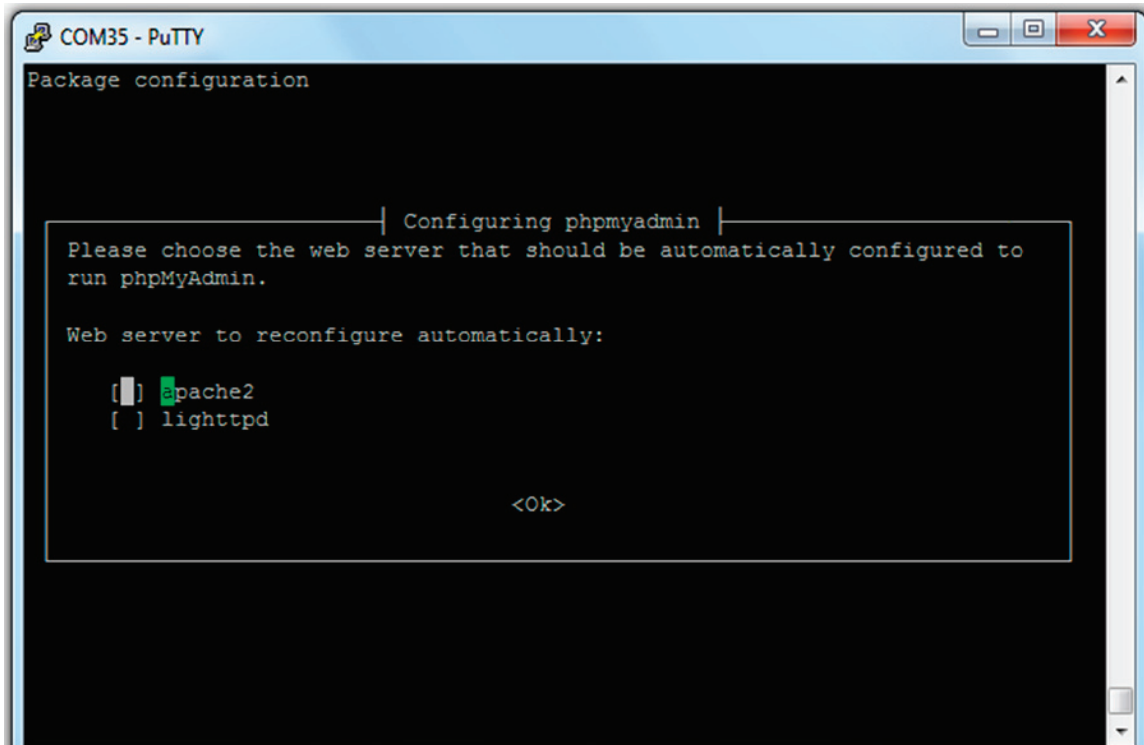 COM35 - PuTTY
Package configuration
Configuring phpmyadmin
Please choose the web server that should be automatically configured to
run phpMyAdmin.
Web server to reconfigure automatically:
[ ] apache2
[ ] lighttpd
<Ok>